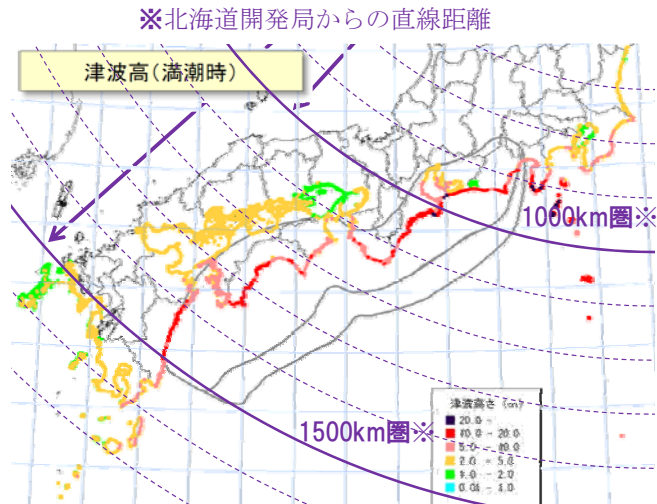 ※北海道開発局からの直線距離
津波高(満潮時)
1000km圏※
1500km圏※
津波高さ (m)
20.0 -
10.0 - 20.0
5.0 - 10.0
2.0 - 5.0
1.0 - 2.0
0.01 - 1.0